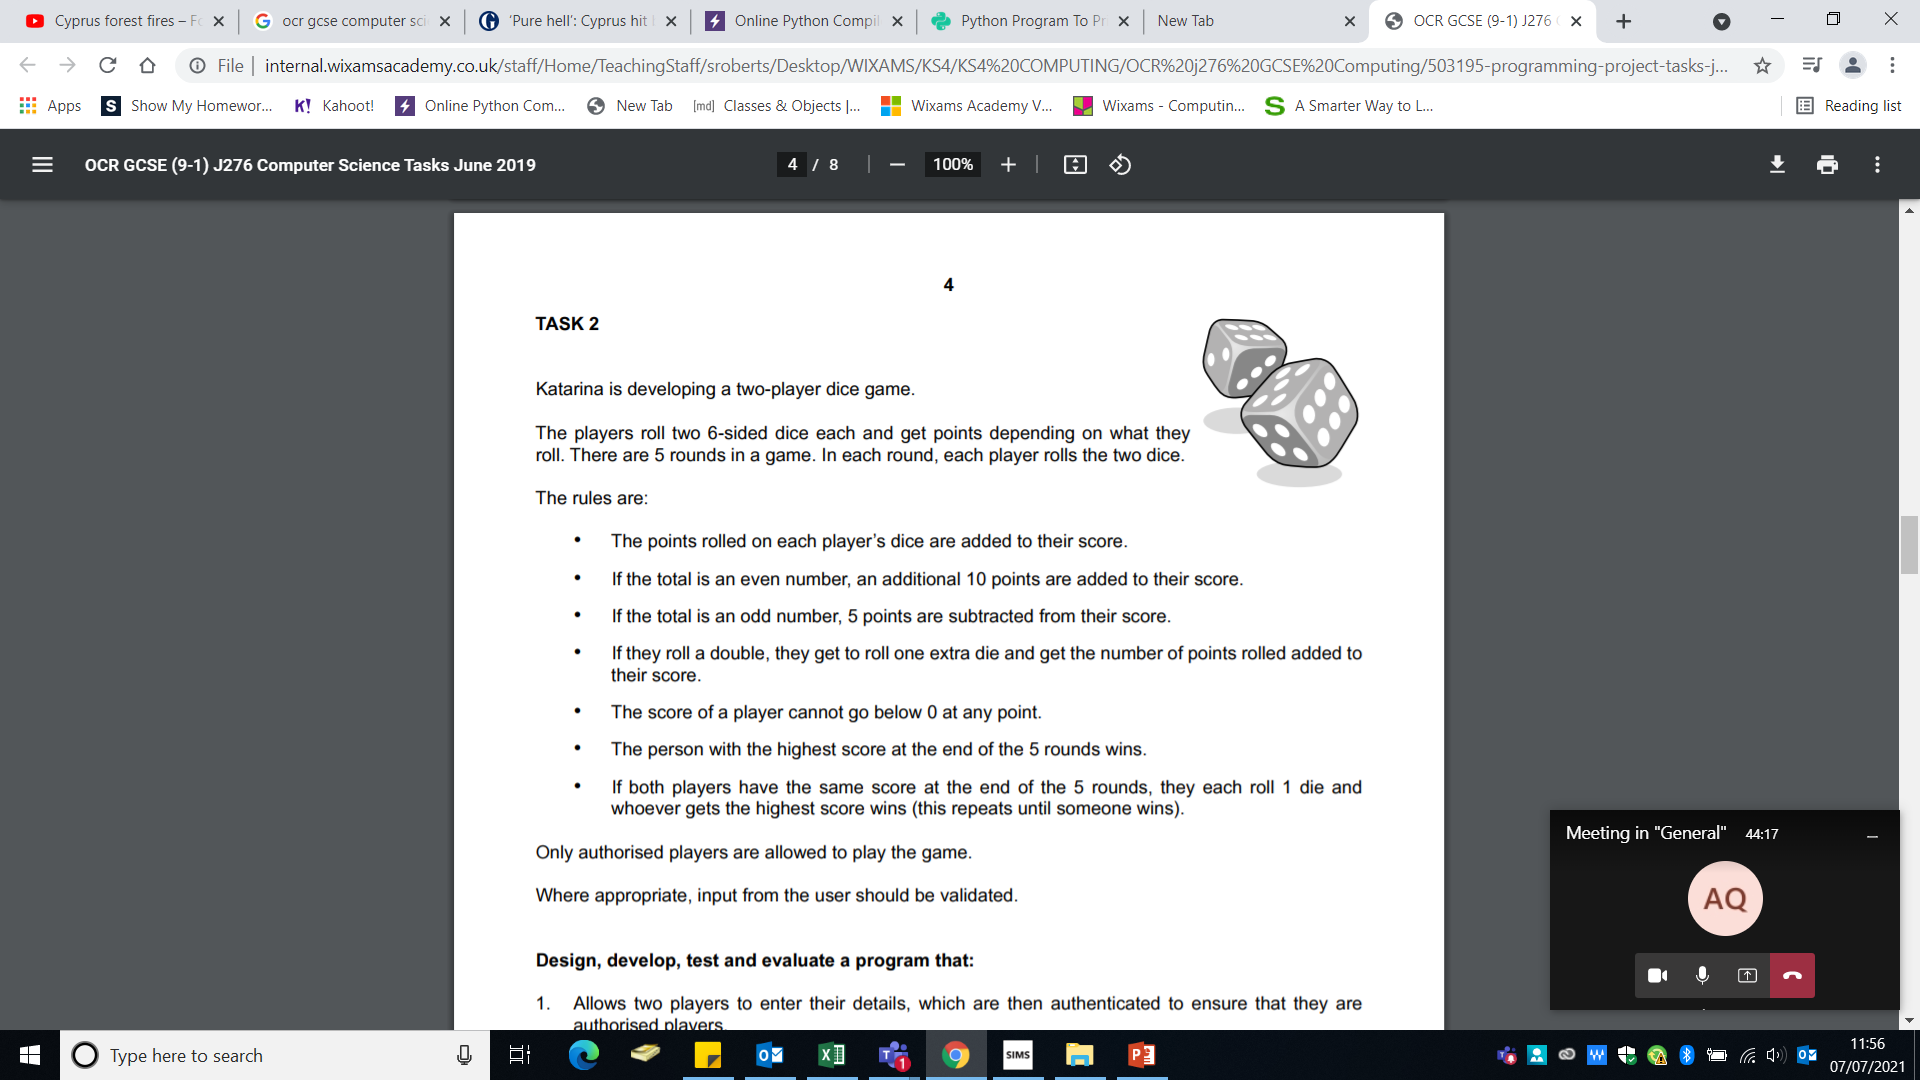 Cyprus forest fires – Fo
ocr gcse computer scie
'Pure hell': Cyprus hit b
Online Python Compil
Python Program To Pr
New Tab
OCR GCSE (9-1) J276 C
File
internal.wixamsacademy.co.uk/staff/Home/TeachingStaff/sroberts/Desktop/WIXAMS/KS4/KS4%20COMPUTING/OCR%20j276%20GCSE%20Computing/503195-programming-project-tasks-j...
Apps
Show My Homewor...
Kahoot!
Online Python Com...
New Tab
[md] Classes & Objects |...
Wixams Academy V...
Wixams - Computin...
A Smarter Way to L...
Reading list
OCR GCSE (9-1) J276 Computer Science Tasks June 2019
4 / 8
100%
4
TASK 2
Katarina is developing a two-player dice game.
The players roll two 6-sided dice each and get points depending on what they
roll. There are 5 rounds in a game. In each round, each player rolls the two dice.
The rules are:
• The points rolled on each player's dice are added to their score.
• If the total is an even number, an additional 10 points are added to their score.
• If the total is an odd number, 5 points are subtracted from their score.
• If they roll a double, they get to roll one extra die and get the number of points rolled added to
their score.
• The score of a player cannot go below 0 at any point.
• The person with the highest score at the end of the 5 rounds wins.
• If both players have the same score at the end of the 5 rounds, they each roll 1 die and
whoever gets the highest score wins (this repeats until someone wins).
Only authorised players are allowed to play the game.
Where appropriate, input from the user should be validated.
Design, develop, test and evaluate a program that:
1. Allows two players to enter their details, which are then authenticated to ensure that they are
authorised players.
Meeting in "General" 44:17
AQ
Type here to search
1
SIMS
11:56
07/07/2021